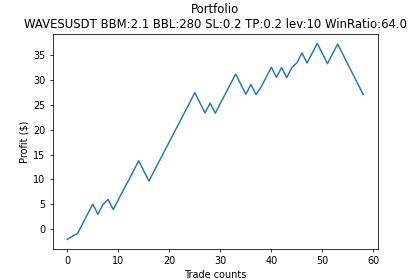 Portfolio
WAVESUSDT BBM:2.1 BBL:280 SL:0.2 TP:0.2 lev:10 WinRatio:64.0
35
30
25
20
15
10
5
0
Profit ($)
0 10 20 30 40 50 60
Trade counts